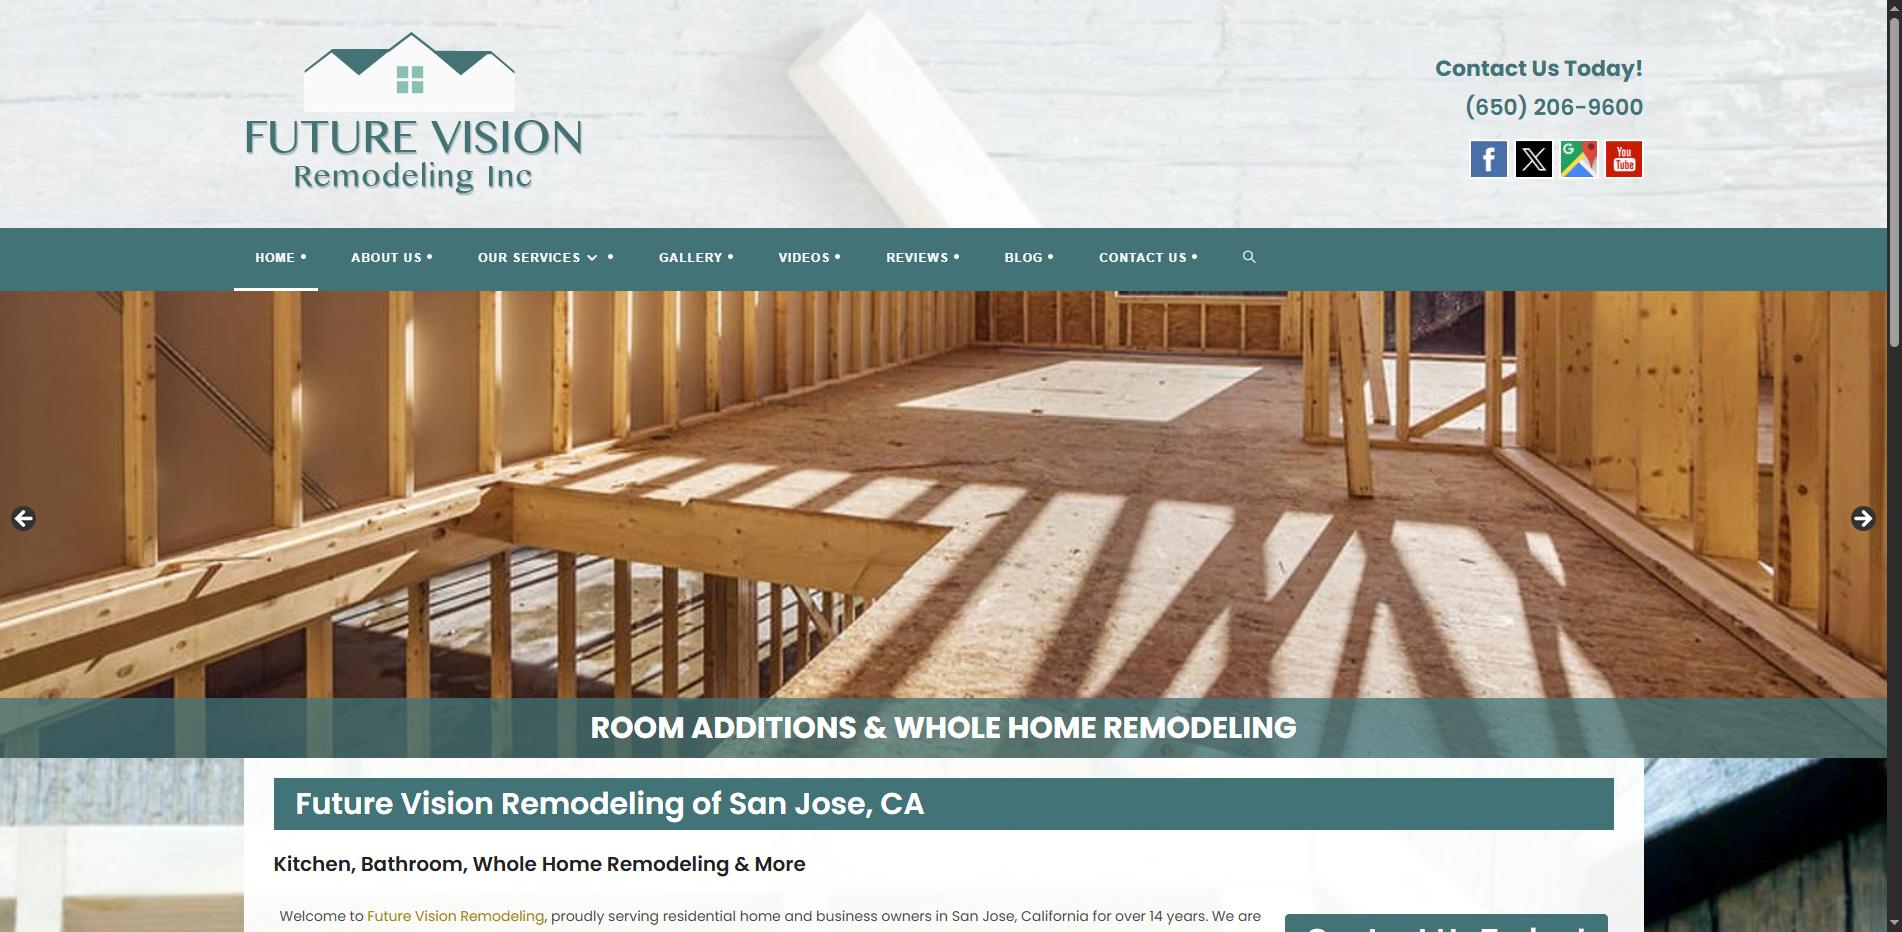 FUTURE VISION
Remodeling Inc
Contact Us Today!
(650) 206-9600
HOME
ABOUT US
OUR SERVICES
GALLERY
VIDEOS
REVIEWS
BLOG
CONTACT US
ROOM ADDITIONS & WHOLE HOME REMODELING
Future Vision Remodeling of San Jose, CA
Kitchen, Bathroom, Whole Home Remodeling & More
Welcome to Future Vision Remodeling, proudly serving residential home and business owners in San Jose, California for over 14 years. We are